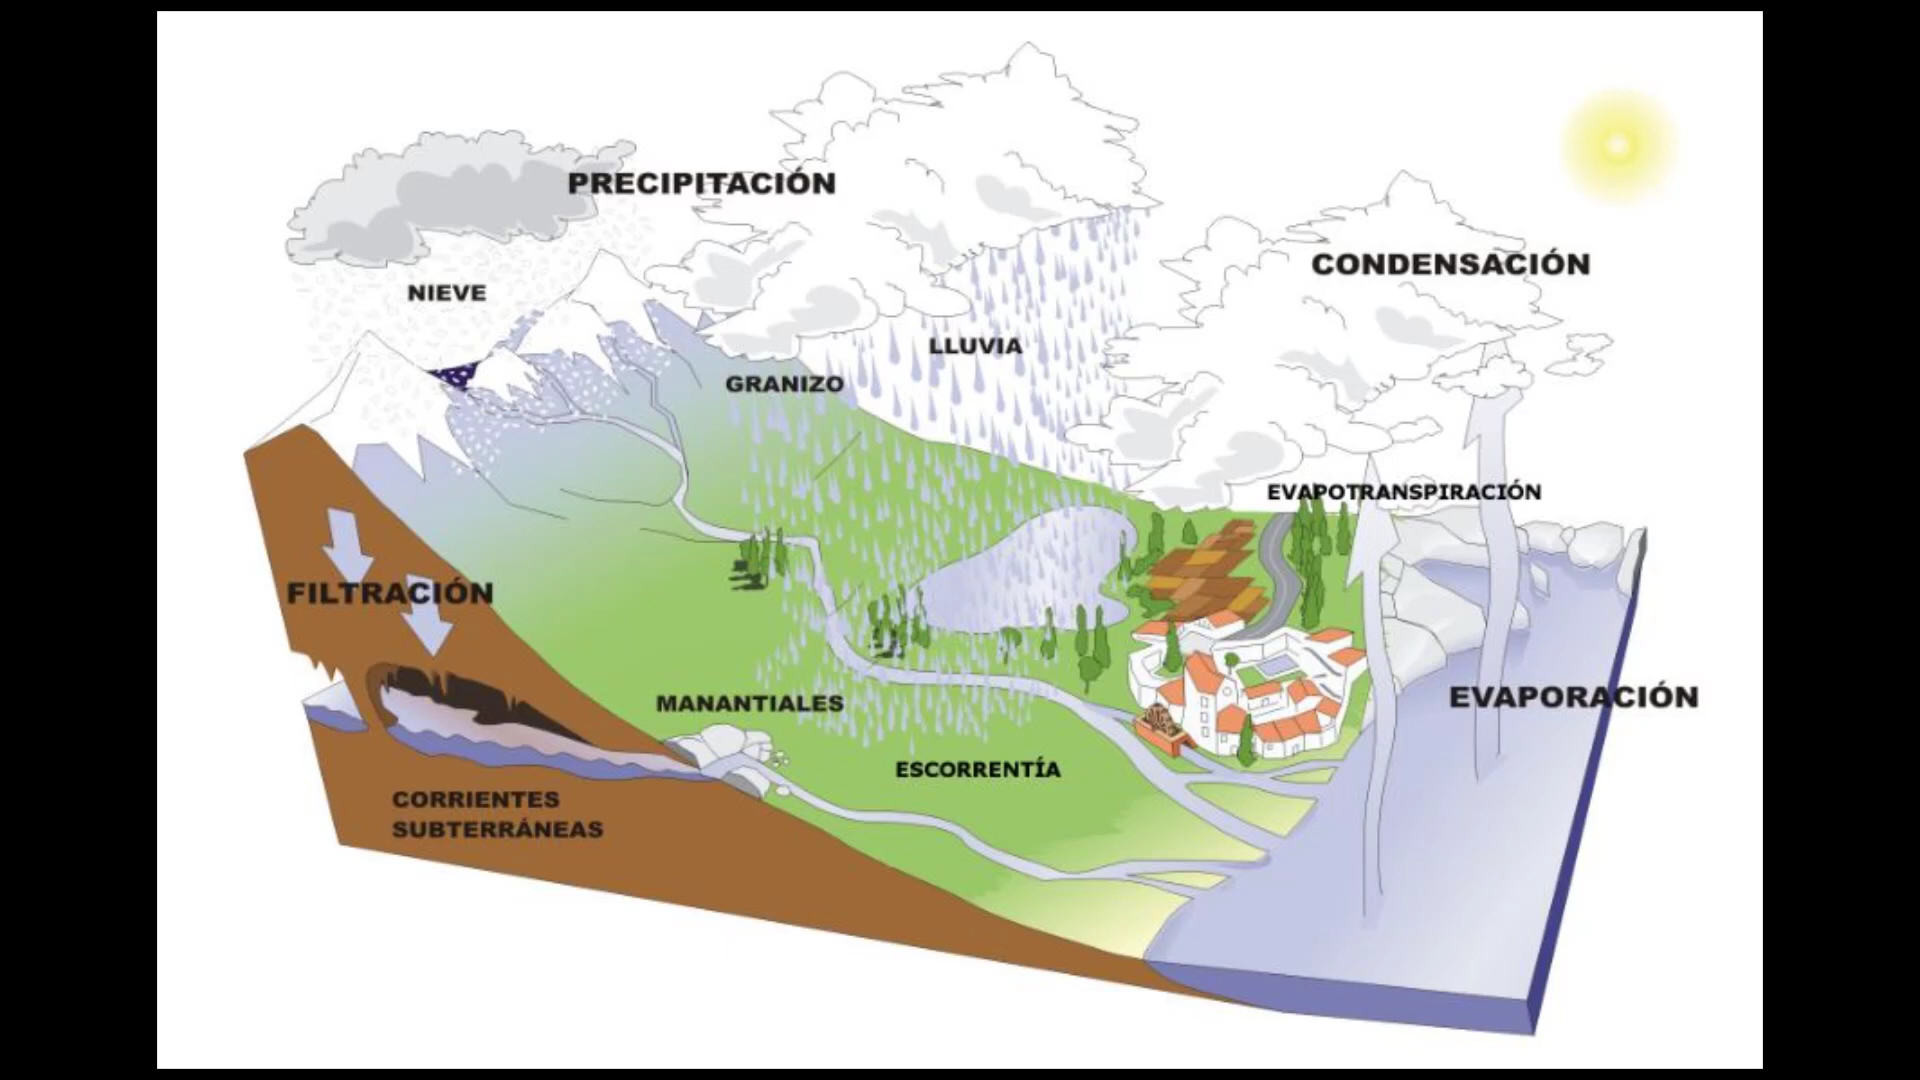 PRECIPITACIÓN
CONDENSACIÓN
NIEVE
LLUVIA
GRANIZO
EVAPOTRANSPIRACIÓN
FILTRACIÓN
EVAPORACIÓN
MANANTIALES
ESCORRENTÍA
CORRIENTES
SUBTERRÁNEAS